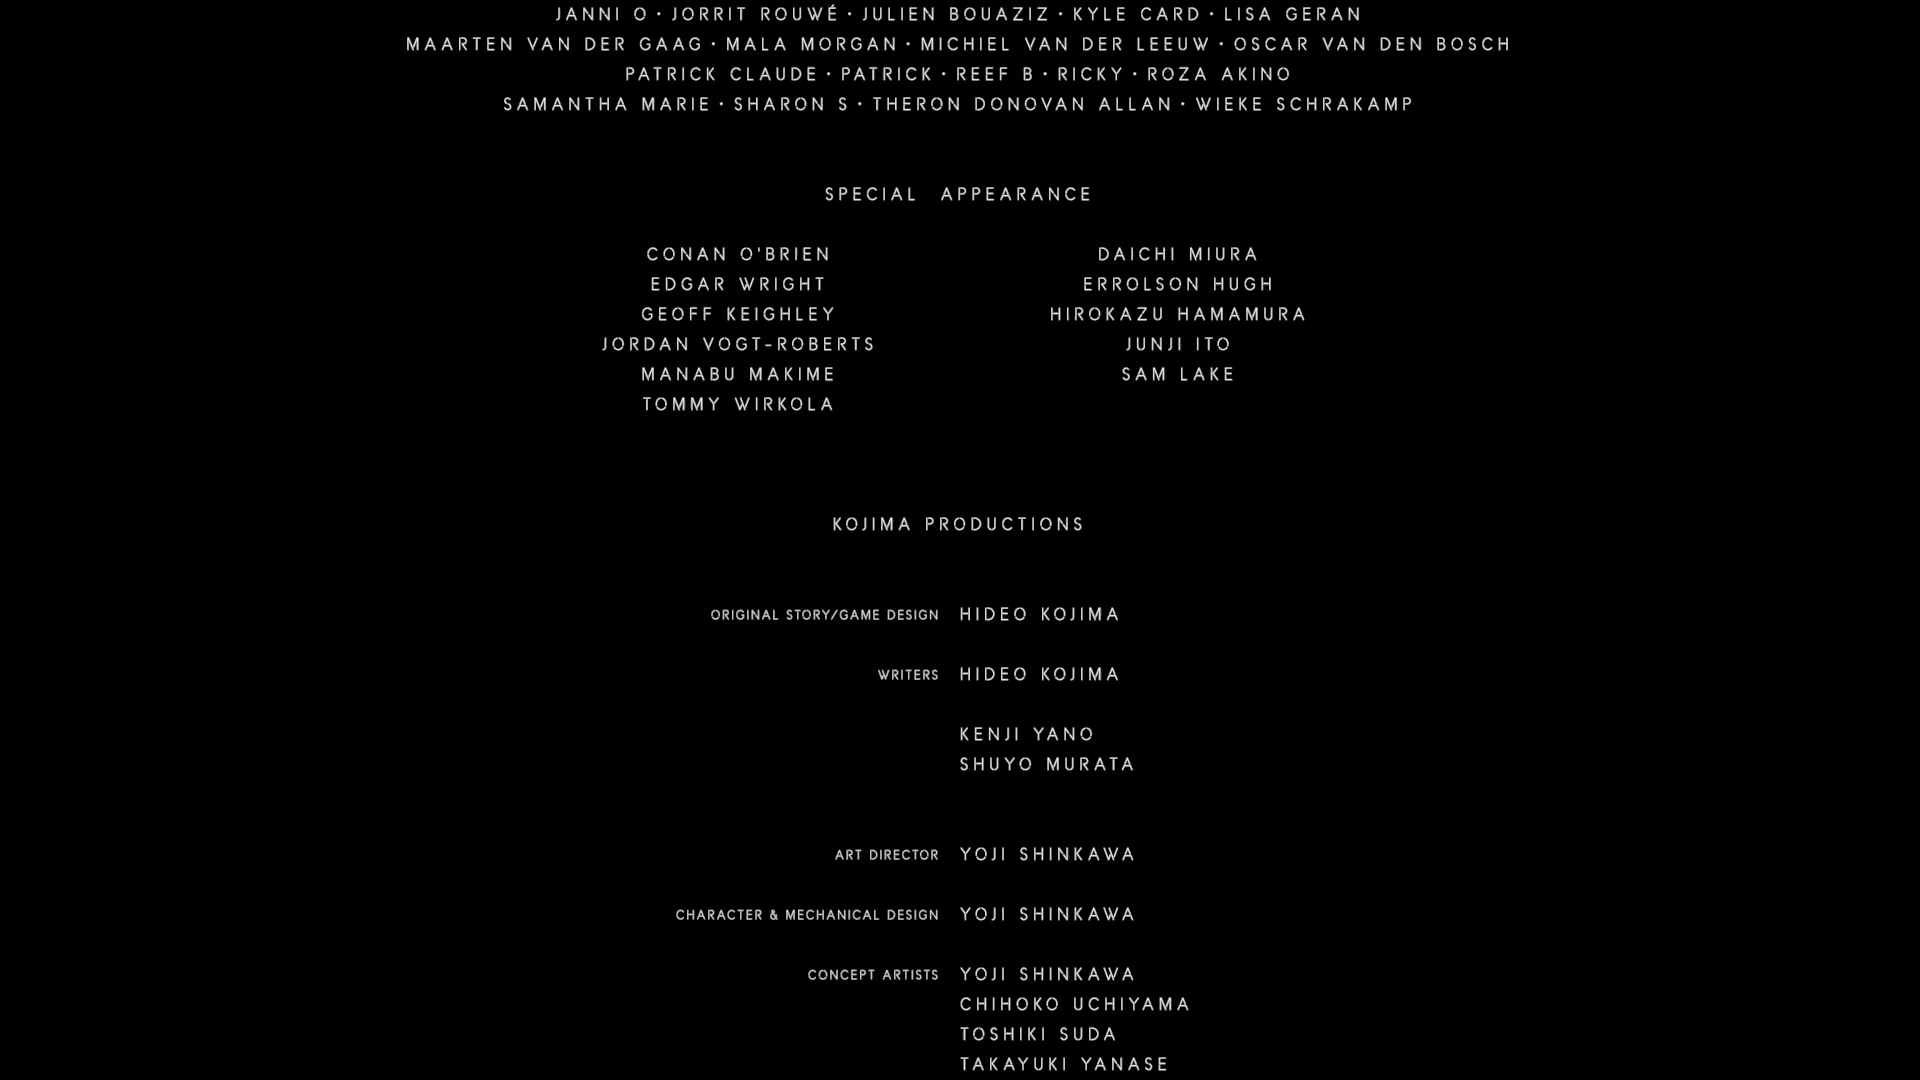 JANNI O · JORRIT ROUWÉ · JULIEN BOUAZIZ · KYLE CARD · LISA GERAN
MAARTEN VAN DER GAAG · MALA MORGAN · MICHIEL VAN DER LEEUW · OSCAR VAN DEN BOSCH
PATRICK CLAUDE · PATRICK · REEF B · RICKY · ROZA AKINO
SAMANTHA MARIE · SHARON S · THERON DONOVAN ALLAN · WIEKE SCHRAKAMP
SPECIAL APPEARANCE
CONAN O'BRIEN
EDGAR WRIGHT
GEOFF KEIGHLEY
JORDAN VOGT-ROBERTS
MANABU MAKIME
TOMMY WIRKOLA
DAICHI MIURA
ERROLSON HUGH
HIROKAZU HAMAMURA
JUNJI ITO
SAM LAKE
KOJIMA PRODUCTIONS
ORIGINAL STORY/GAME DESIGN HIDEO KOJIMA
WRITERS HIDEO KOJIMA
KENJI YANO
SHUYO MURATA
ART DIRECTOR YOJI SHINKAWA
CHARACTER & MECHANICAL DESIGN YOJI SHINKAWA
CONCEPT ARTISTS YOJI SHINKAWA
CHIHOKO UCHIYAMA
TOSHIKI SUDA
TAKAYUKI YANASE